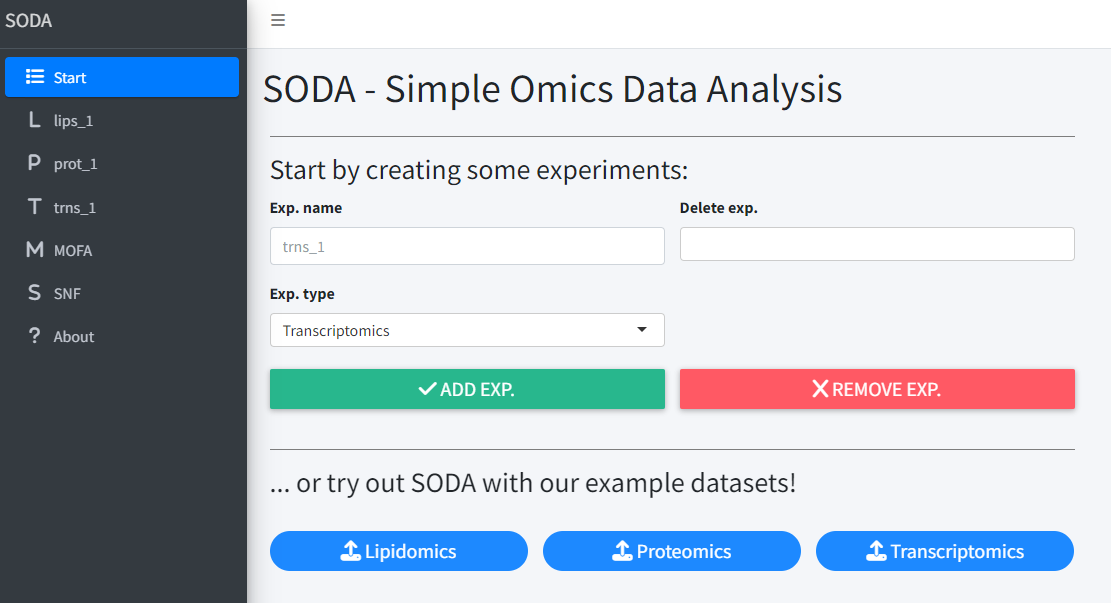 SODA
Start
L lips_1
P prot_1
T trns_1
M MOFA
S SNF
? About
SODA - Simple Omics Data Analysis
Start by creating some experiments:
Exp. name
Delete exp.
trns_1
Exp. type
Transcriptomics
ADD EXP.
REMOVE EXP.
... or try out SODA with our example datasets!
Lipidomics
Proteomics
Transcriptomics